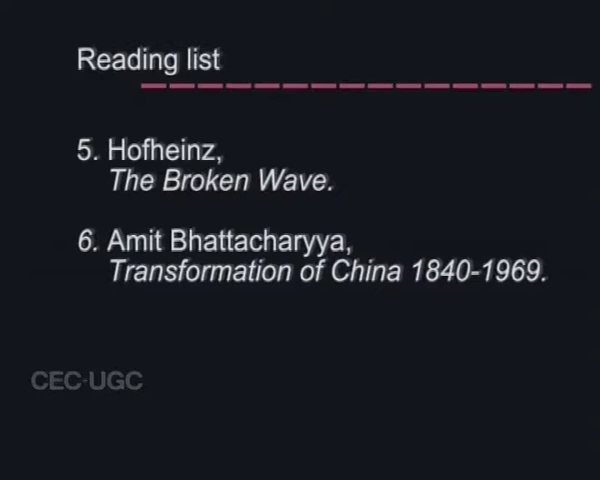 Reading list
5. Hofheinz,
The Broken Wave.
6. Amit Bhattacharyya,
Transformation of China 1840-1969.
CEC-UGC